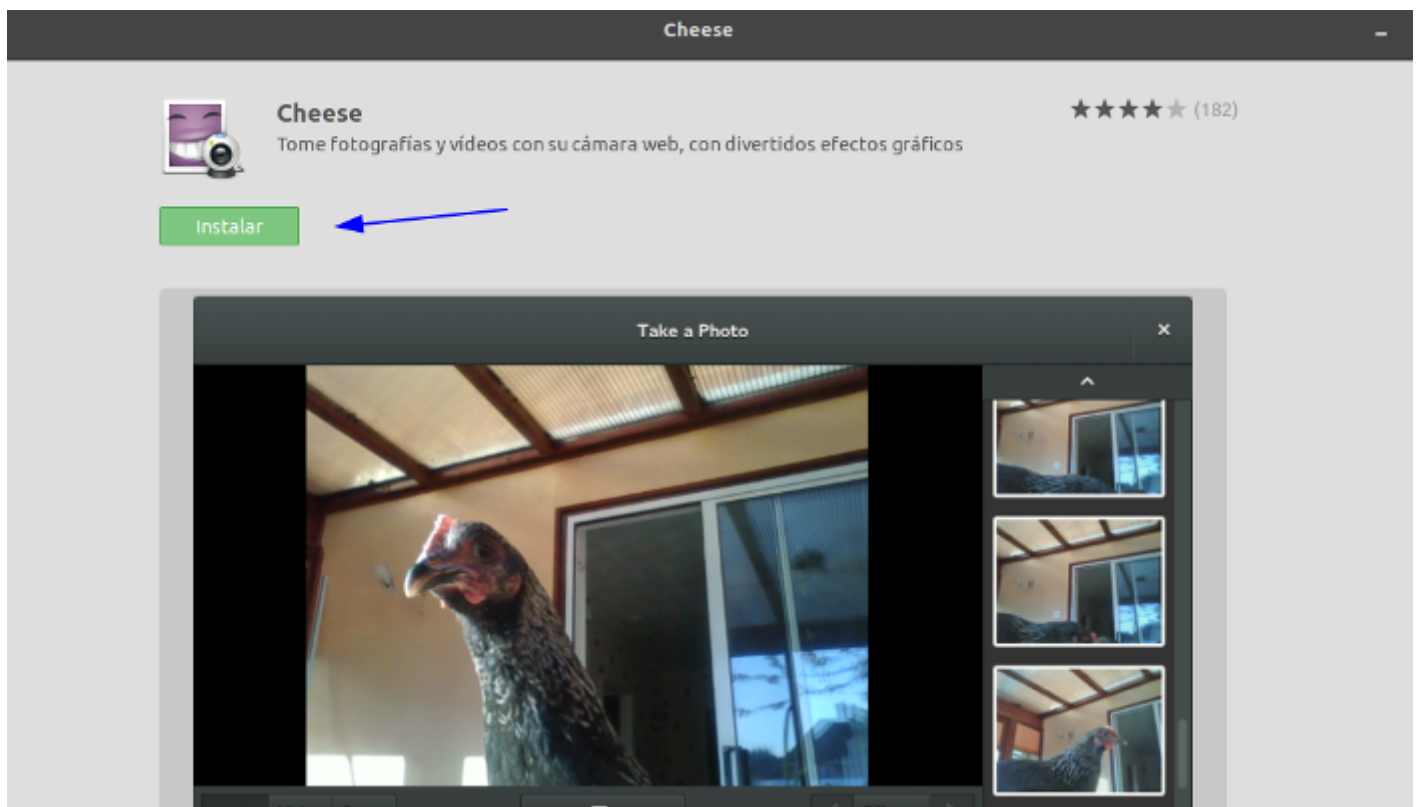 Cheese
Cheese
★★★★★ (182)
Tome fotografías y vídeos con su cámara web, con divertidos efectos gráficos
Instalar
Take a Photo